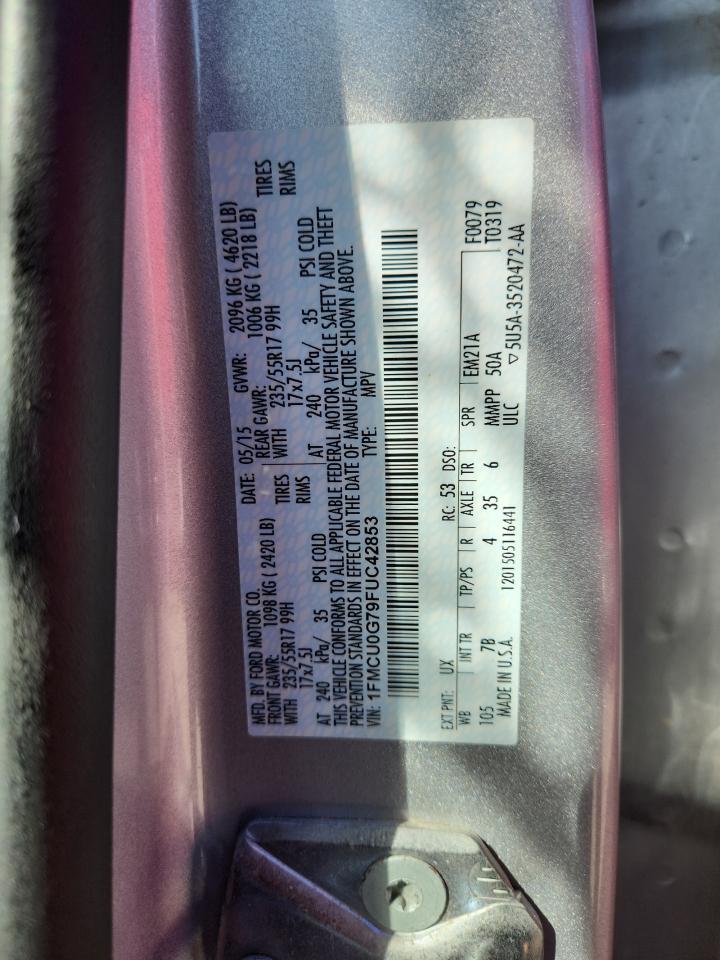 MFD. BY FORD MOTOR CO. DATE: 05/15 GVWR: 2096 KG ( 4620 LB)
FRONT GAWR: 1098 KG ( 2420 LB) REAR GAWR: 1006 KG ( 2218 LB)
WITH 235/55R17 99H TIRES WITH 235/55R17 99H TIRES
17x7.5J RIMS 17x7.5J RIMS
AT 240 kPa/ 35 PSI COLD AT 240 kPa/ 35 PSI COLD
THIS VEHICLE CONFORMS TO ALL APPLICABLE FEDERAL MOTOR VEHICLE SAFETY AND THEFT
PREVENTION STANDARDS IN EFFECT ON THE DATE OF MANUFACTURE SHOWN ABOVE.
VIN: 1FMCU0G79FUC42853 TYPE: MPV
EXT PNT: UX RC: 53 DSO:
WB INT TR TP/PS R AXLE TR SPR EM21A F0079
105 7B 4 35 6 MMPP 50A T0319
MADE IN U.S.A. 1201505116441 ULC ▽5U5A-3520472-AA